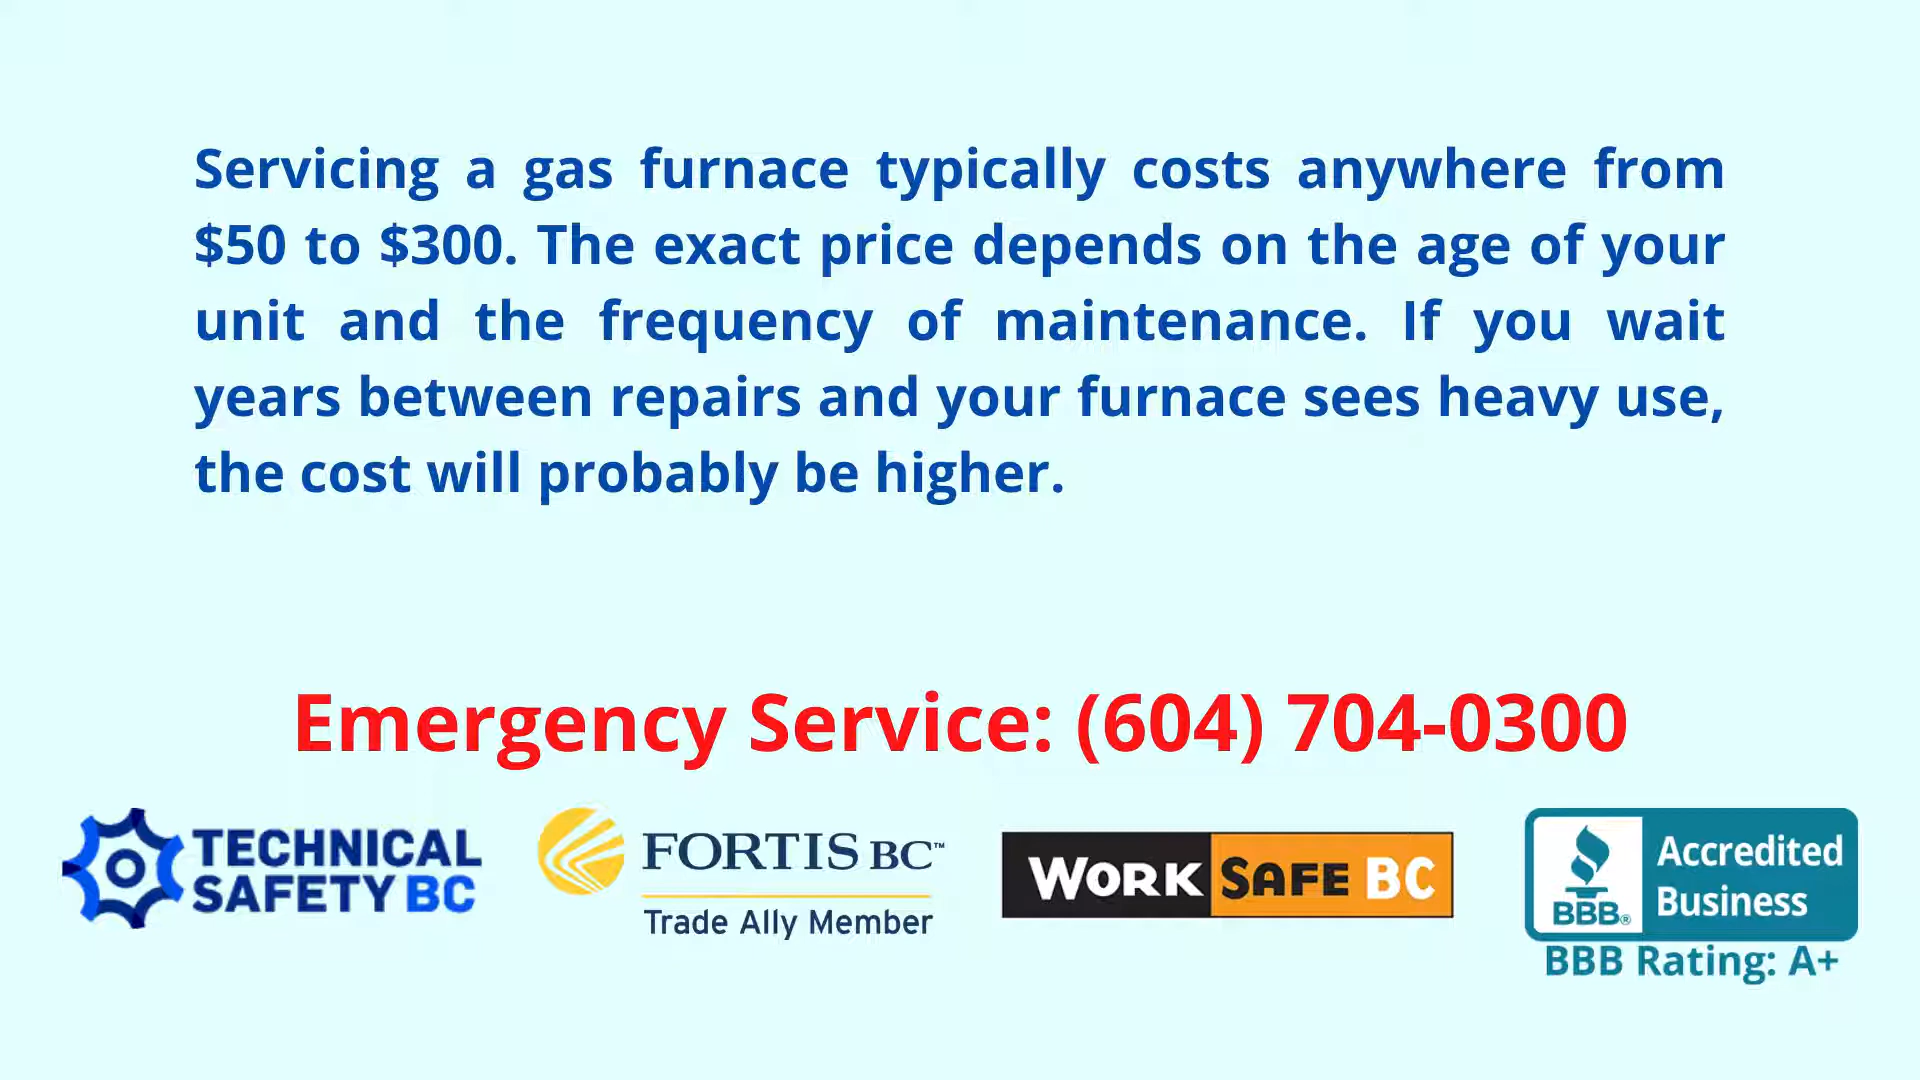 Servicing a gas furnace typically costs anywhere from
$50 to $300. The exact price depends on the age of your
unit and the frequency of maintenance. If you wait
years between repairs and your furnace sees heavy use,
the cost will probably be higher.
Emergency Service: (604) 704-0300
TECHNICAL
SAFETY BC
FORTIS BC™
Trade Ally Member
WORK SAFE BC
BBB®
Accredited
Business
BBB Rating: A+